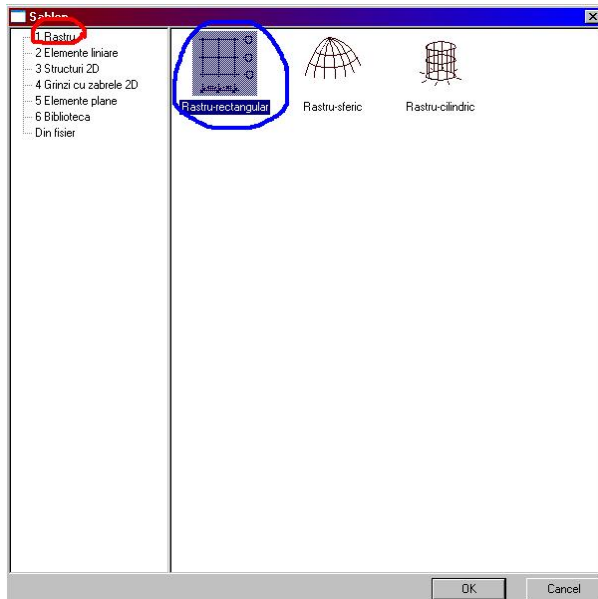 Sablon
1 Rastru
2 Elemente liniare
3 Structuri 2D
4 Grinzi cu zabrele 2D
5 Elemente plane
6 Biblioteca
Din fisier
Rastru-rectangular
Rastru-sferic
Rastru-cilindric
OK
Cancel